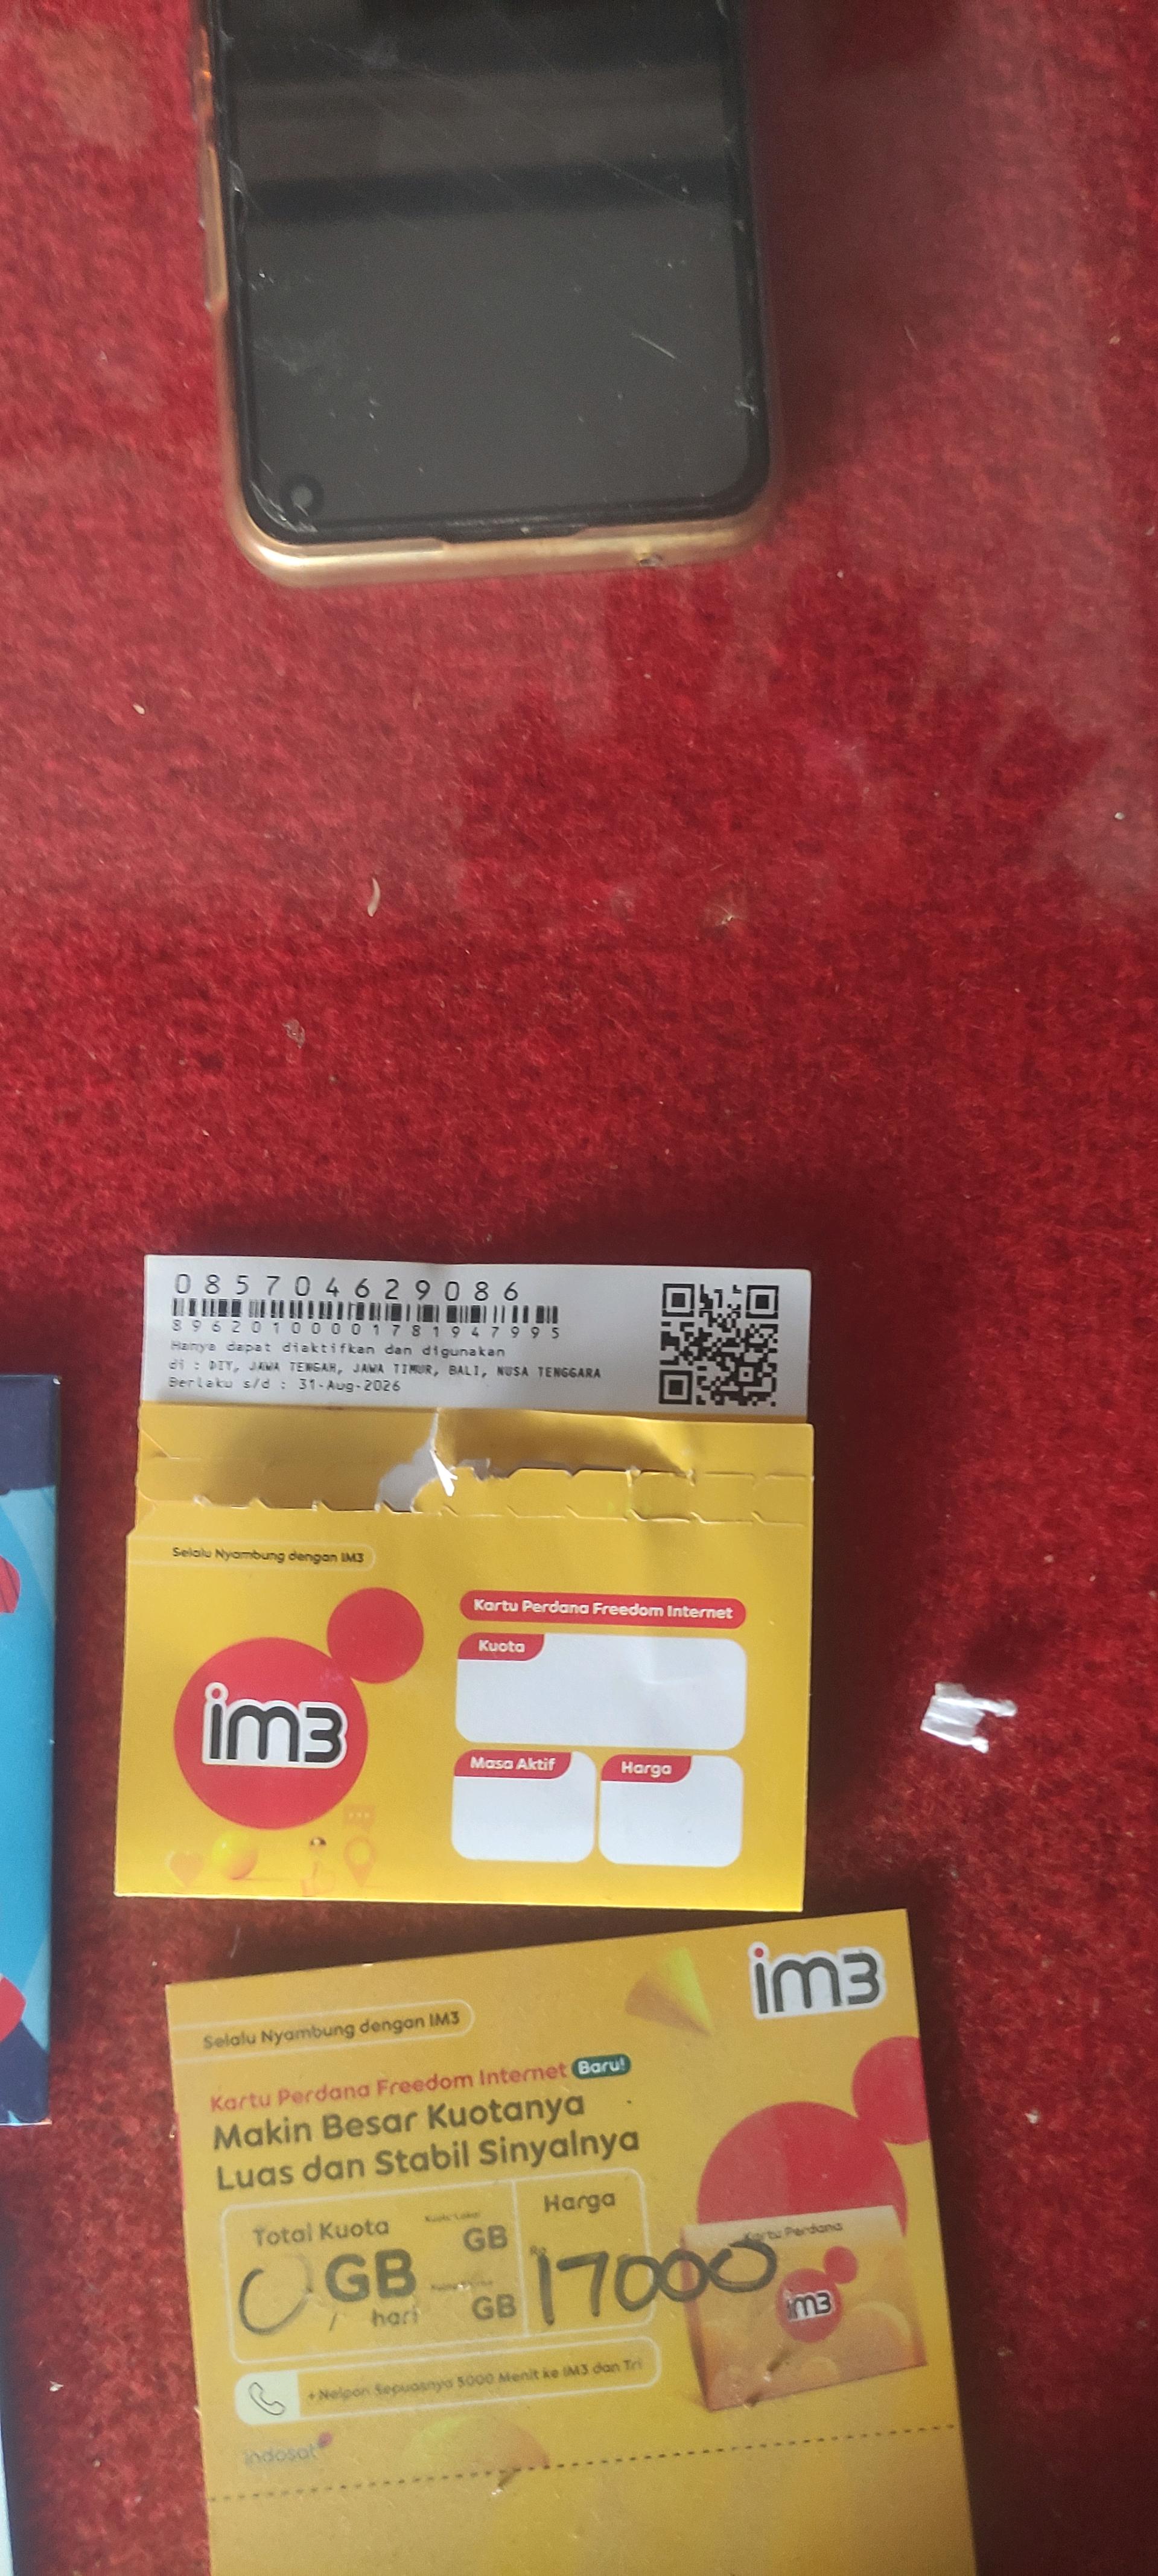 085704629086
89620100001781947995
Hanya dapat diaktifkan dan digunakan
di : DIY, JAWA TENGAH, JAWA TIMUR, BALI, NUSA TENGGARA
Berlaku s/d : 31-Aug-2026
Selalu Nyambung dengan IM3
im3
Kartu Perdana Freedom Internet
Kuota
Masa Aktif
Harga
im3
Selalu Nyambung dengan IM3
Kartu Perdana Freedom Internet Baru!
Makin Besar Kuotanya
Luas dan Stabil Sinyalnya
Total Kuota
0 GB
/ hari
GB
GB
Harga
Rp
17000
Kartu Perdana
im3
+Nelpon Sepuasnya 5000 Menit ke IM3 dan Tri
indosat